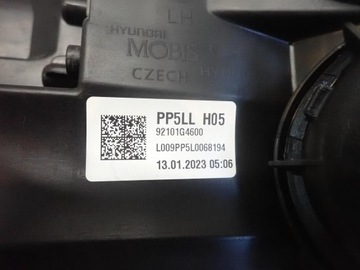 LH
HYUNDAI
MOBIS
CZECH
PP5LL H05
92101G4600
L009PP5L0068194
13.01.2023 05:06